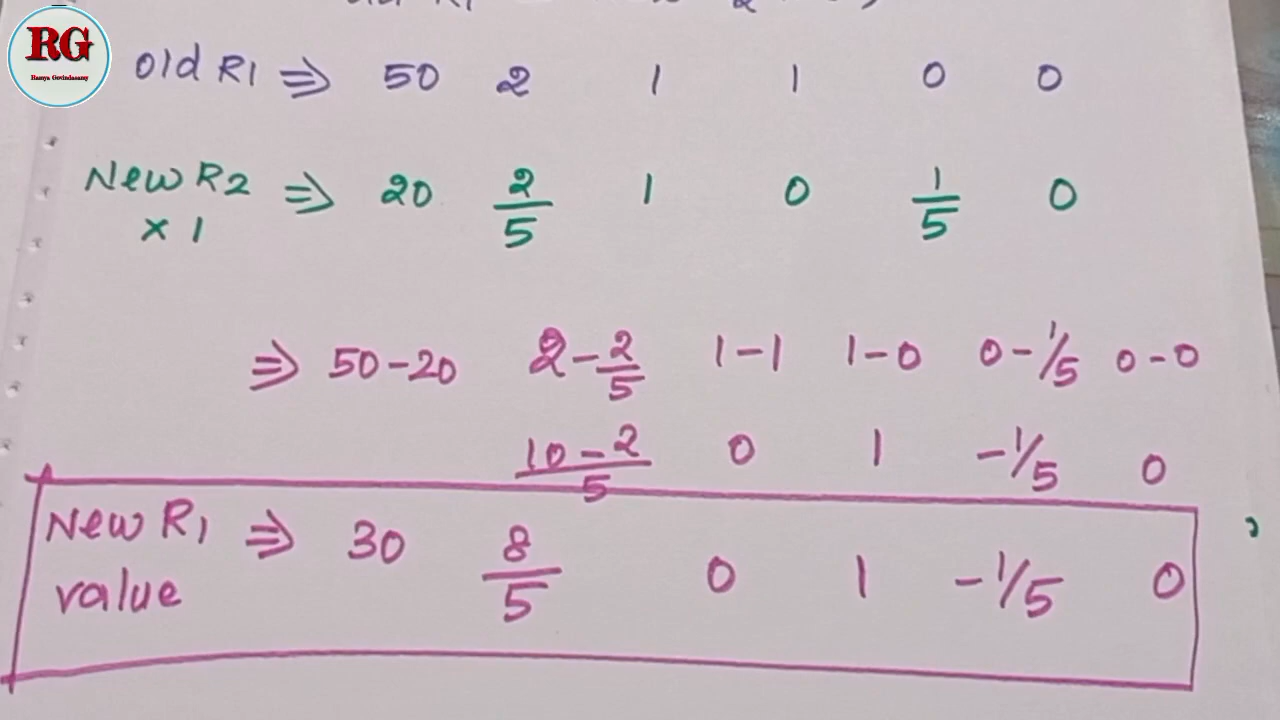 RG
Ramya Govindasamy
Old R1 ⇒ 50 2 1 1 0 0
New R2 ⇒ 20 2/5 1 0 1/5 0
× 1
⇒ 50-20 2-2/5 1-1 1-0 0-1/5 0-0
10-2/5 0 1 -1/5 0
New R1 ⇒ 30 8/5 0 1 -1/5 0
value